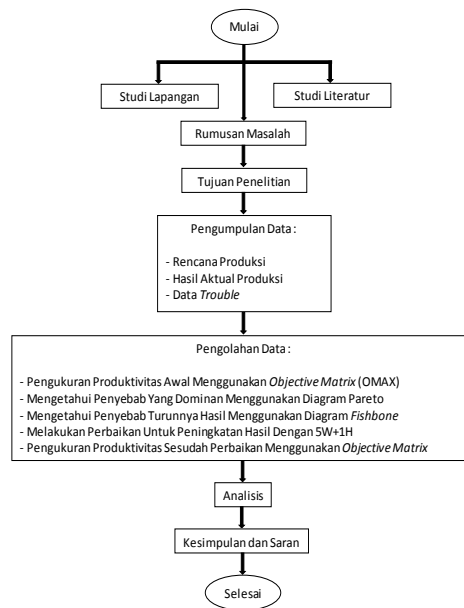 Mulai
Studi Lapangan
Studi Literatur
Rumusan Masalah
Tujuan Penelitian
Pengumpulan Data :
- Rencana Produksi
- Hasil Aktual Produksi
- Data Trouble
Pengolahan Data :
- Pengukuran Produktivitas Awal Menggunakan Objective Matrix (OMAX)
- Mengetahui Penyebab Yang Dominan Menggunakan Diagram Pareto
- Mengetahui Penyebab Turunnya Hasil Menggunakan Diagram Fishbone
- Melakukan Perbaikan Untuk Peningkatan Hasil Dengan 5W+1H
- Pengukuran Produktivitas Sesudah Perbaikan Menggunakan Objective Matrix
Analisis
Kesimpulan dan Saran
Selesai